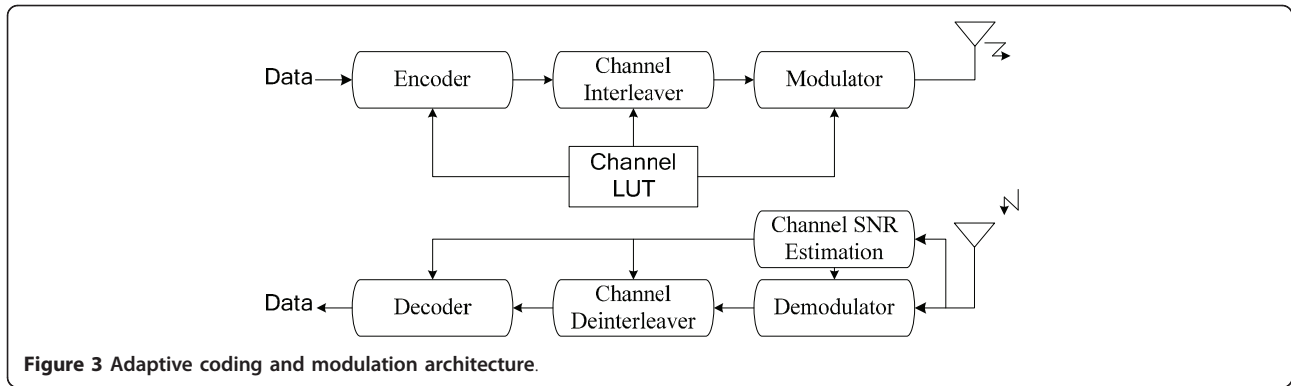 Data
Encoder
Channel
Interleaver
Modulator
Channel
LUT
Channel SNR
Estimation
Data
Decoder
Channel
Deinterleaver
Demodulator
Figure 3 Adaptive coding and modulation architecture.